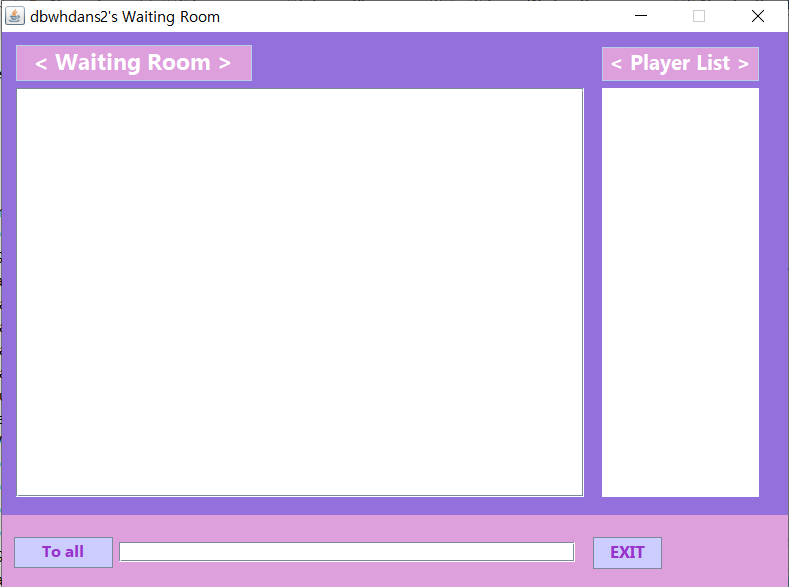 dbwhdans2's Waiting Room
< Waiting Room >
< Player List >
To all
EXIT